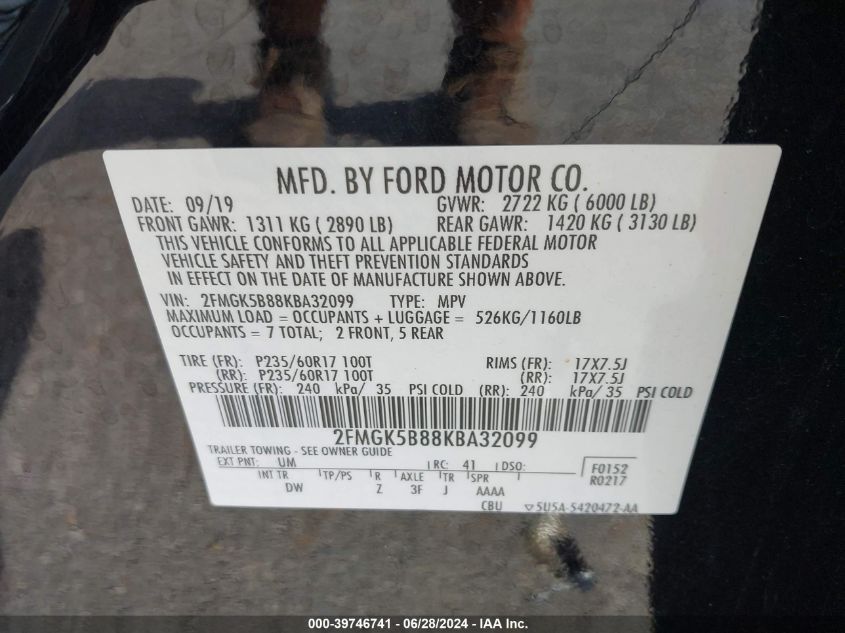 MFD. BY FORD MOTOR CO.
DATE: 09/19 GVWR: 2722 KG ( 6000 LB)
FRONT GAWR: 1311 KG ( 2890 LB) REAR GAWR: 1420 KG ( 3130 LB)
THIS VEHICLE CONFORMS TO ALL APPLICABLE FEDERAL MOTOR
VEHICLE SAFETY AND THEFT PREVENTION STANDARDS
IN EFFECT ON THE DATE OF MANUFACTURE SHOWN ABOVE.
VIN: 2FMGK5B88KBA32099 TYPE: MPV
MAXIMUM LOAD = OCCUPANTS + LUGGAGE = 526KG/1160LB
OCCUPANTS = 7 TOTAL; 2 FRONT, 5 REAR
TIRE (FR): P235/60R17 100T RIMS (FR): 17X7.5J
(RR): P235/60R17 100T (RR): 17X7.5J
PRESSURE (FR): 240 kPa/ 35 PSI COLD (RR): 240 kPa/ 35 PSI COLD
2FMGK5B88KBA32099
TRAILER TOWING - SEE OWNER GUIDE
EXT PNT: UM RC: 41 DSO: F0152
INT TR TP/PS R AXLE TR SPR R0217
DW Z 3F J AAAA
CBU ▽5U5A-5420472-AA
000-39746741 - 06/28/2024 - IAA Inc.